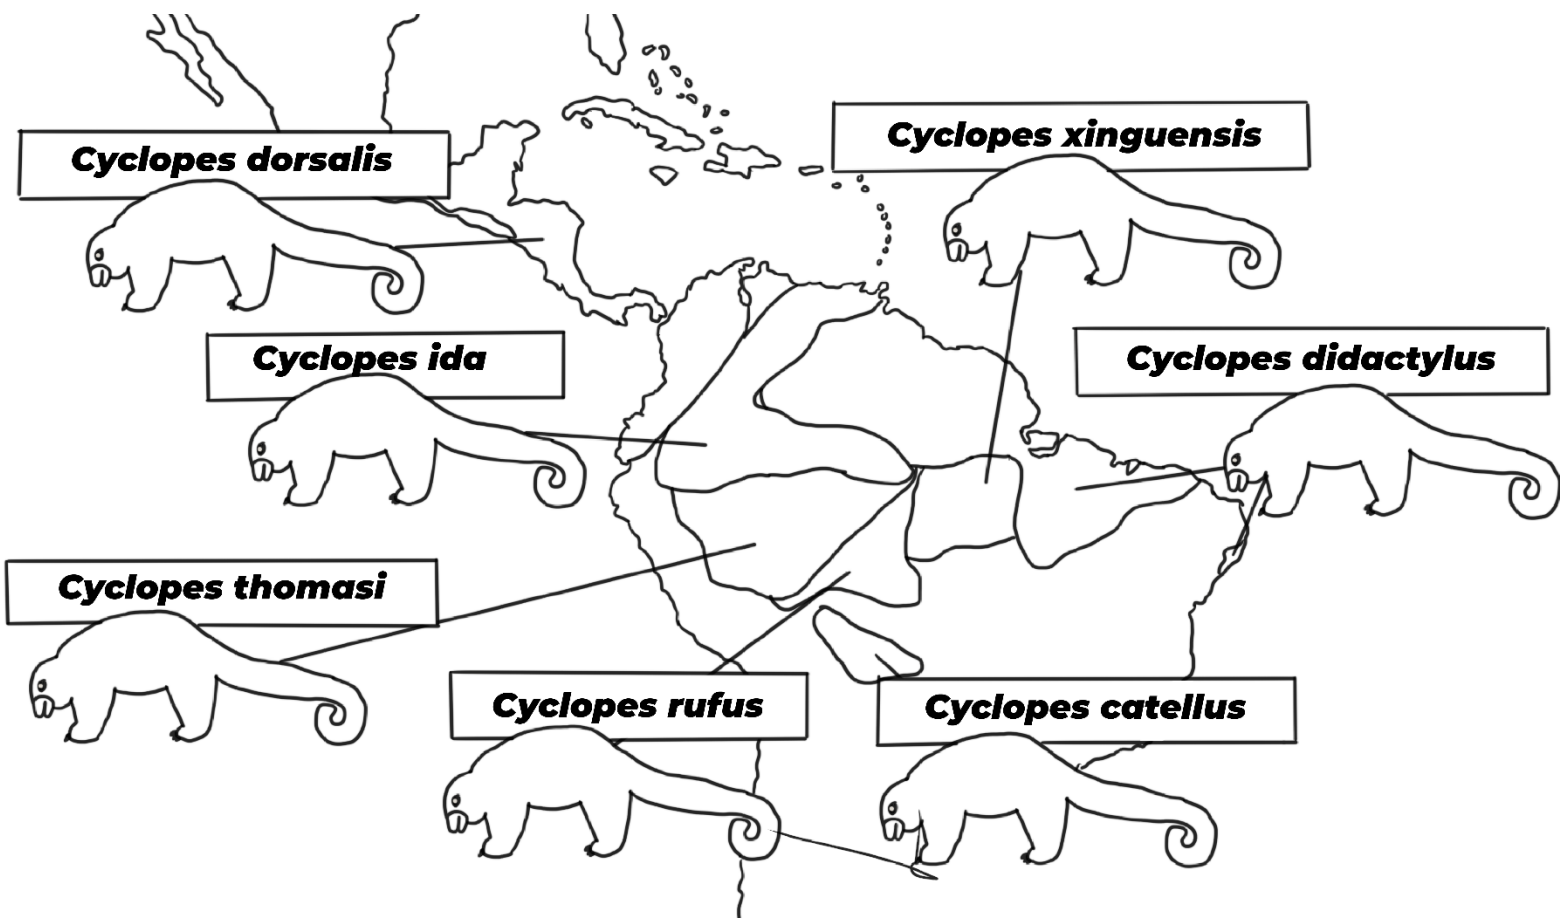 Cyclopes dorsalis
Cyclopes xinguensis
Cyclopes ida
Cyclopes didactylus
Cyclopes thomasi
Cyclopes rufus
Cyclopes catellus